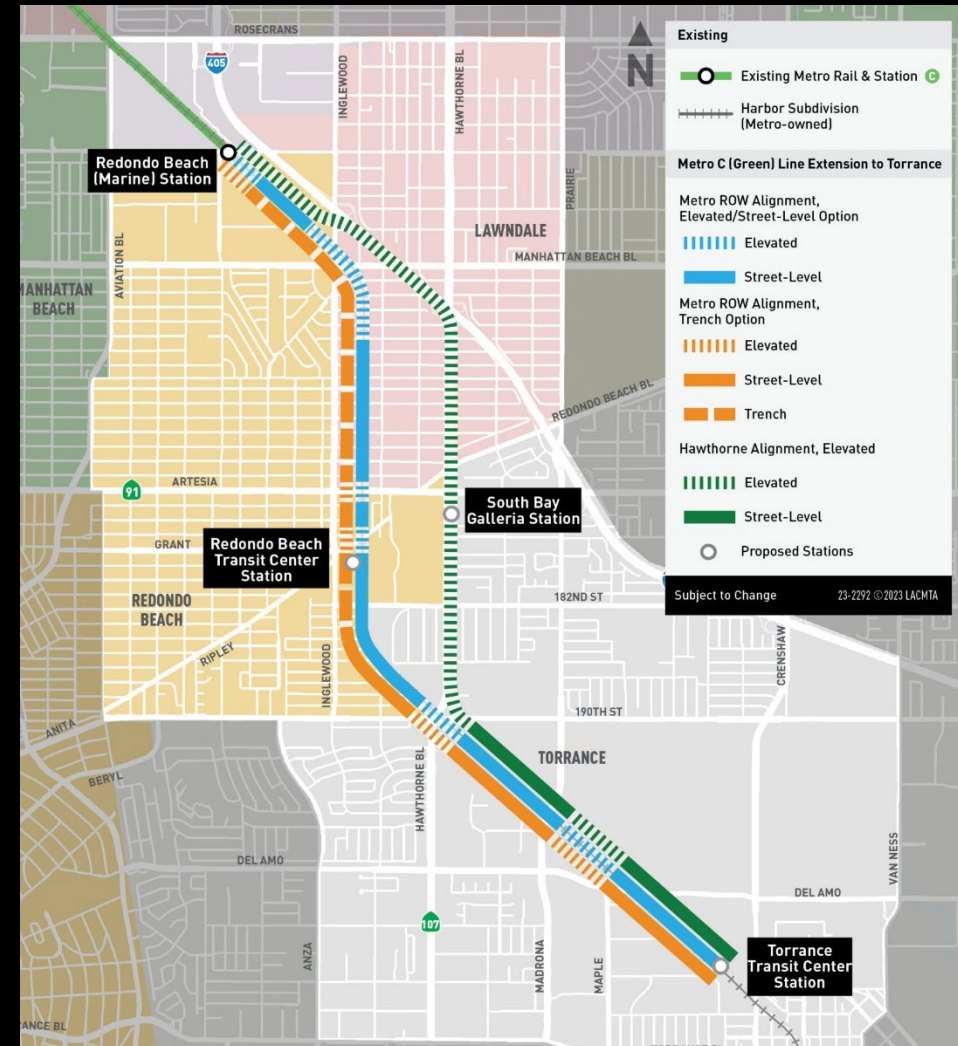 ROSECRANS
405
INGLEWOOD
HAWTHORNE BL
N
PRAIRIE
Redondo Beach
(Marine) Station
LAWNDALE
AVIATION BL
MANHATTAN BEACH BL
MANHATTAN
BEACH
REDONDO BEACH BL
ARTESIA
91
South Bay
Galleria Station
GRANT
Redondo Beach
Transit Center
Station
182ND ST
REDONDO
BEACH
RIPLEY
INGLEWOOD
CRENSHAW
190TH ST
ANITA
TORRANCE
BERYL
HAWTHORNE BL
VAN NESS
DEL AMO
DEL AMO
107
ANZA
MADRONA
MAPLE
Torrance
Transit Center
Station
Existing
Existing Metro Rail & Station C
Harbor Subdivision
(Metro-owned)
Metro C (Green) Line Extension to Torrance
Metro ROW Alignment,
Elevated/Street-Level Option
Elevated
Street-Level
Metro ROW Alignment,
Trench Option
Elevated
Street-Level
Trench
Hawthorne Alignment, Elevated
Elevated
Street-Level
Proposed Stations
Subject to Change 23-2292 ©2023 LACMTA